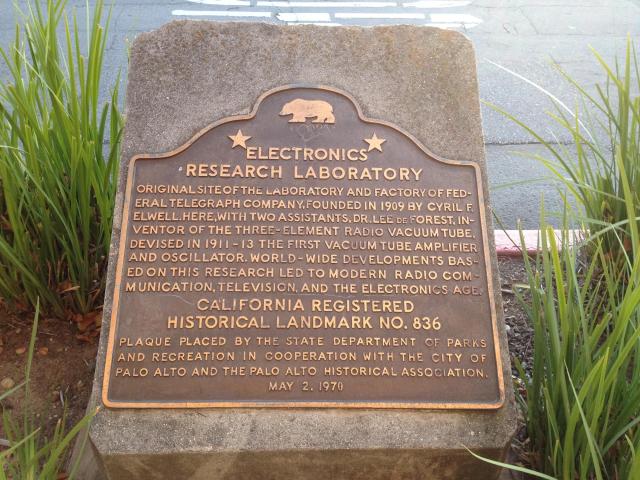 ELECTRONICS
RESEARCH LABORATORY
ORIGINAL SITE OF THE LABORATORY AND FACTORY OF FED-
ERAL TELEGRAPH COMPANY, FOUNDED IN 1909 BY CYRIL F.
ELWELL. HERE, WITH TWO ASSISTANTS, DR. LEE DE FOREST, IN-
VENTOR OF THE THREE-ELEMENT RADIO VACUUM TUBE,
DEVISED IN 1911-13 THE FIRST VACUUM TUBE AMPLIFIER
AND OSCILLATOR. WORLD-WIDE DEVELOPMENTS BAS-
ED ON THIS RESEARCH LED TO MODERN RADIO COM-
MUNICATION, TELEVISION, AND THE ELECTRONICS AGE.
CALIFORNIA REGISTERED
HISTORICAL LANDMARK NO. 836
PLAQUE PLACED BY THE STATE DEPARTMENT OF PARKS
AND RECREATION IN COOPERATION WITH THE CITY OF
PALO ALTO AND THE PALO ALTO HISTORICAL ASSOCIATION,
MAY 2, 1970